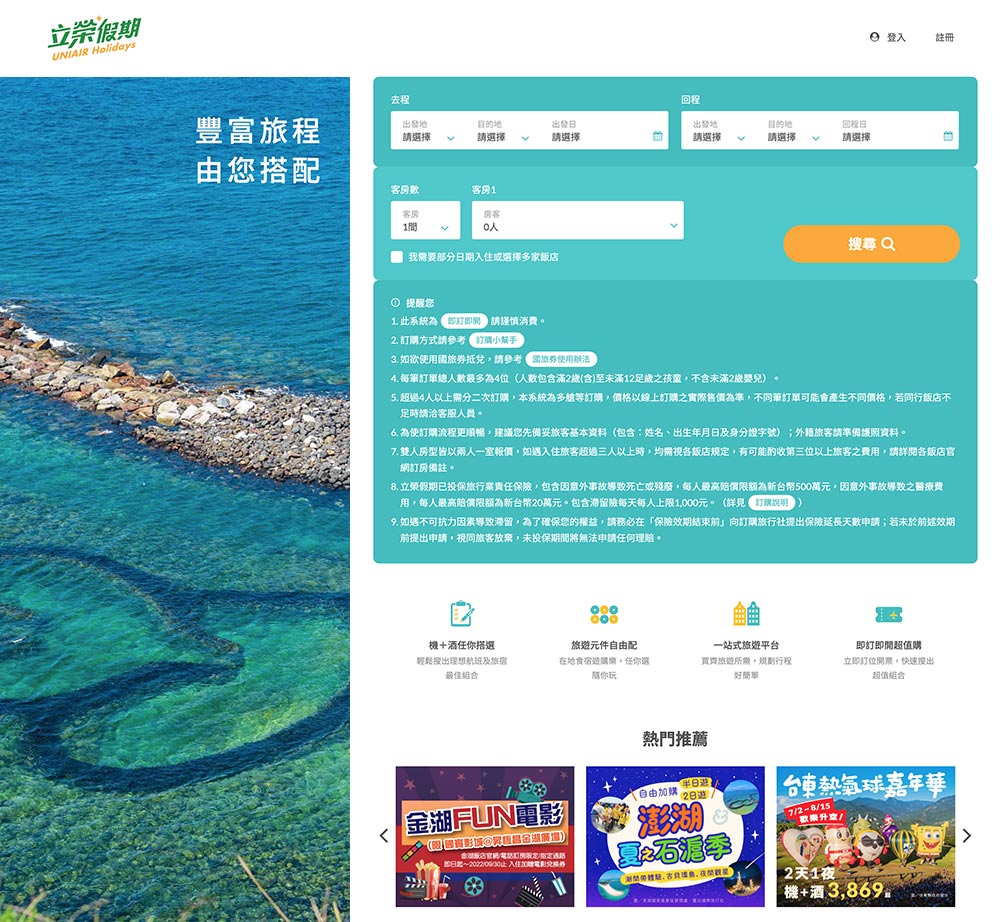 立榮假期
UNIAIR Holidays
登入
註冊
豐富旅程
由您搭配
去程
回程
出發地
請選擇
目的地
請選擇
出發日
請選擇
出發地
請選擇
目的地
請選擇
回程日
請選擇
客房數
客房1
客房
1間
房客
0人
搜尋
我需要部分日期入住或選擇多家飯店
提醒您
1. 此系統為 即訂即開 請謹慎消費。
2. 訂購方式請參考 訂購小幫手
3. 如欲使用國旅券抵兌，請參考 國旅券使用辦法
4. 每筆訂單總人數最多為4位（人數包含滿2歲(含)至未滿12足歲之孩童，不含未滿2歲嬰兒）。
5. 超過4人以上需分二次訂購，本系統為多艙等訂購，價格以線上訂購之實際售價為準，不同筆訂單可能會產生不同價格，若同行飯店不
足時請洽客服人員。
6. 為使訂購流程更順暢，建議您先備妥旅客基本資料（包含：姓名、出生年月日及身分證字號）；外籍旅客請準備護照資料。
7. 雙人房型皆以兩人一室報價，如遇入住旅客超過三人以上時，均需視各飯店規定，有可能酌收第三位以上旅客之費用，請詳閱各飯店官
網訂房備註。
8. 立榮假期已投保旅行業責任保險，包含因意外事故導致死亡或殘廢，每人最高賠償限額為新台幣500萬元，因意外事故導致之醫療費
用，每人最高賠償限額為新台幣20萬元。包含滯留險每天每人上限1,000元。（詳見 訂購說明 ）
9. 如遇不可抗力因素導致滯留，為了確保您的權益，請務必在「保險效期結束前」向訂購旅行社提出保險延長天數申請；若未於前述效期
前提出申請，視同旅客放棄，未投保期間將無法申請任何理賠。
機＋酒任你搭選
輕鬆搜出理想航班及旅宿
最佳組合
旅遊元件自由配
在地食宿遊購樂，任你選
隨你玩
一站式旅遊平台
買齊旅遊所需，規劃行程
好簡單
即訂即開超值購
立即訂位開票，快速搜出
超值組合
熱門推薦
金湖FUN電影
(限 國賓影城@昇恆昌金湖廣場)
金湖飯店官網/電話訂房限定/指定通路
即日起～2022/09/30止 入住加贈電影兌換券
自由加購
半日遊
2日遊
澎湖
&
夏之石滬季
潮間帶體驗，吉貝環島，夜間觀星
台東熱氣球嘉年華
7/2－8/15
歡樂升空！
2天1夜
機+酒 3,869起